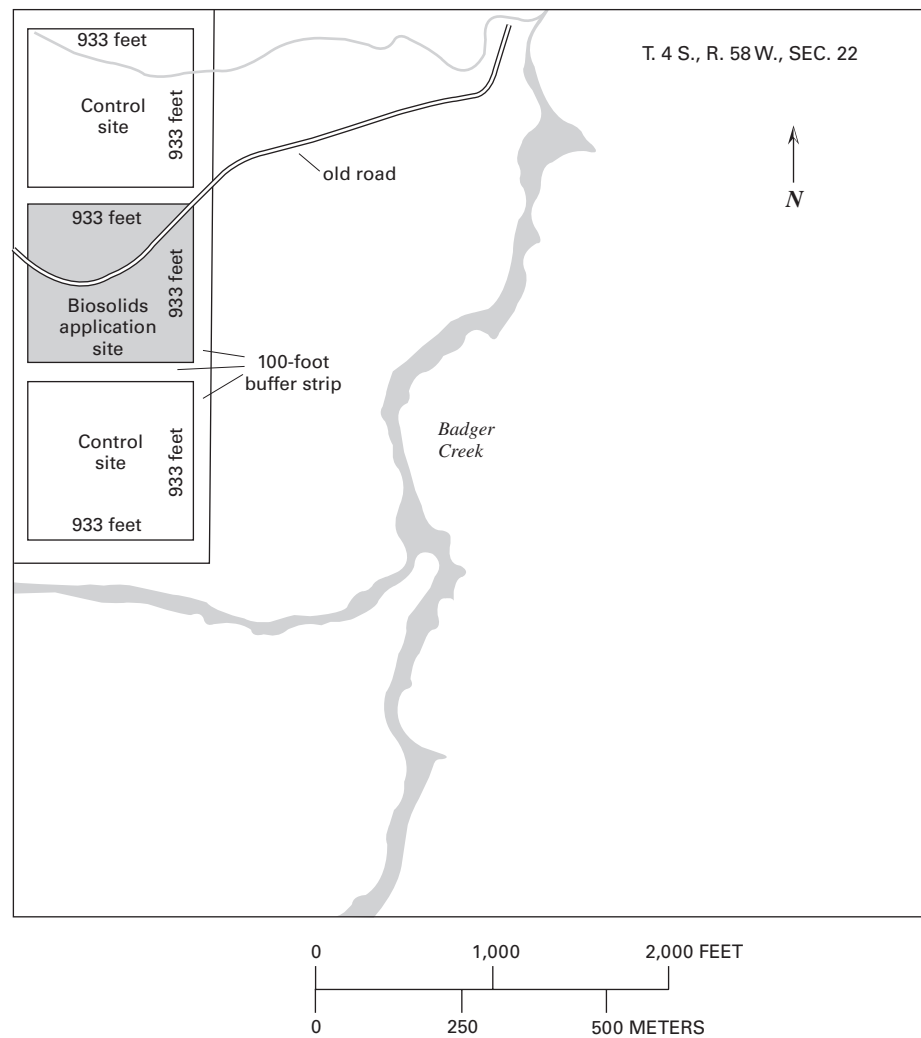 933 feet
Control
site
933 feet
T. 4 S., R. 58 W., SEC. 22
N
old road
933 feet
933 feet
Biosolids
application
site
100-foot
buffer strip
Control
site
933 feet
933 feet
Badger
Creek
0 1,000 2,000 FEET
0 250 500 METERS